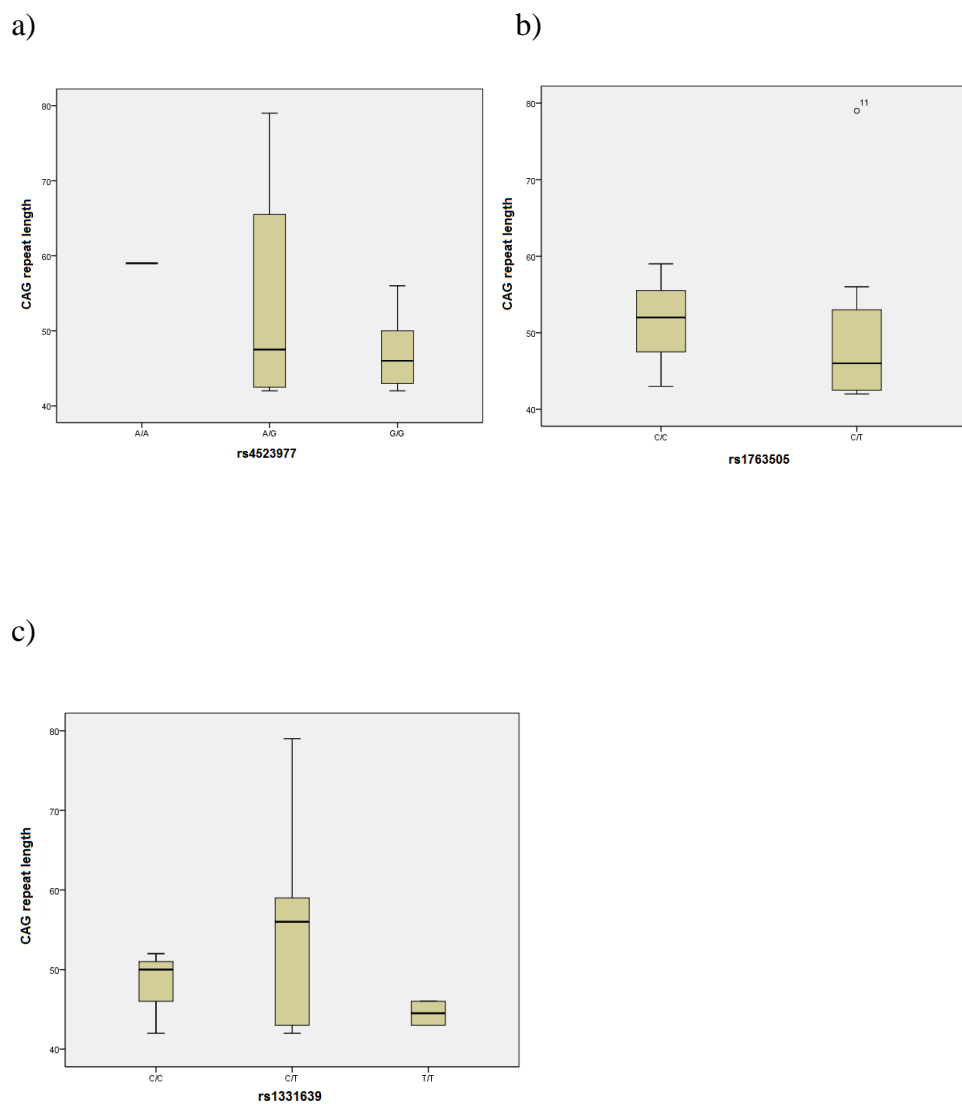 a)
b)
80
70
60
50
40
CAG repeat length
A/A A/G G/G
rs4523977
80
70
60
50
40
CAG repeat length
11
C/C C/T
rs1763505
c)
80
70
60
50
40
CAG repeat length
C/C C/T T/T
rs1331639